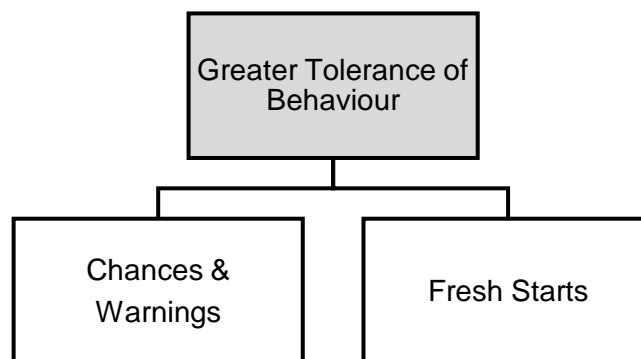 Greater Tolerance of
Behaviour
Chances &
Warnings
Fresh Starts